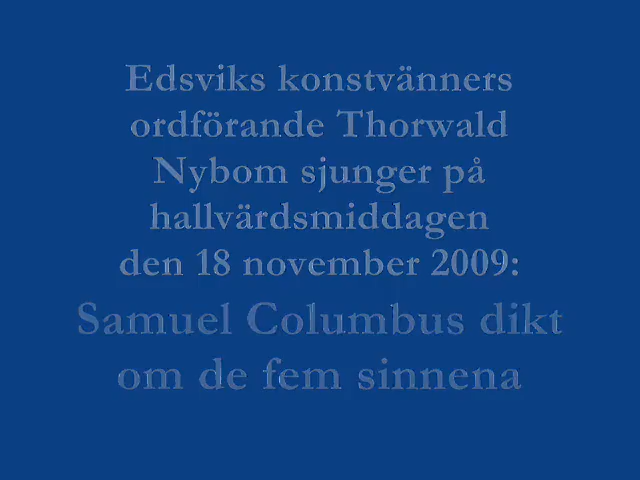 Edsviks konstvänners
ordförande Thorwald
Nybom sjunger på
hallvärdsmiddagen
den 18 november 2009:
Samuel Columbus dikt
om de fem sinnena